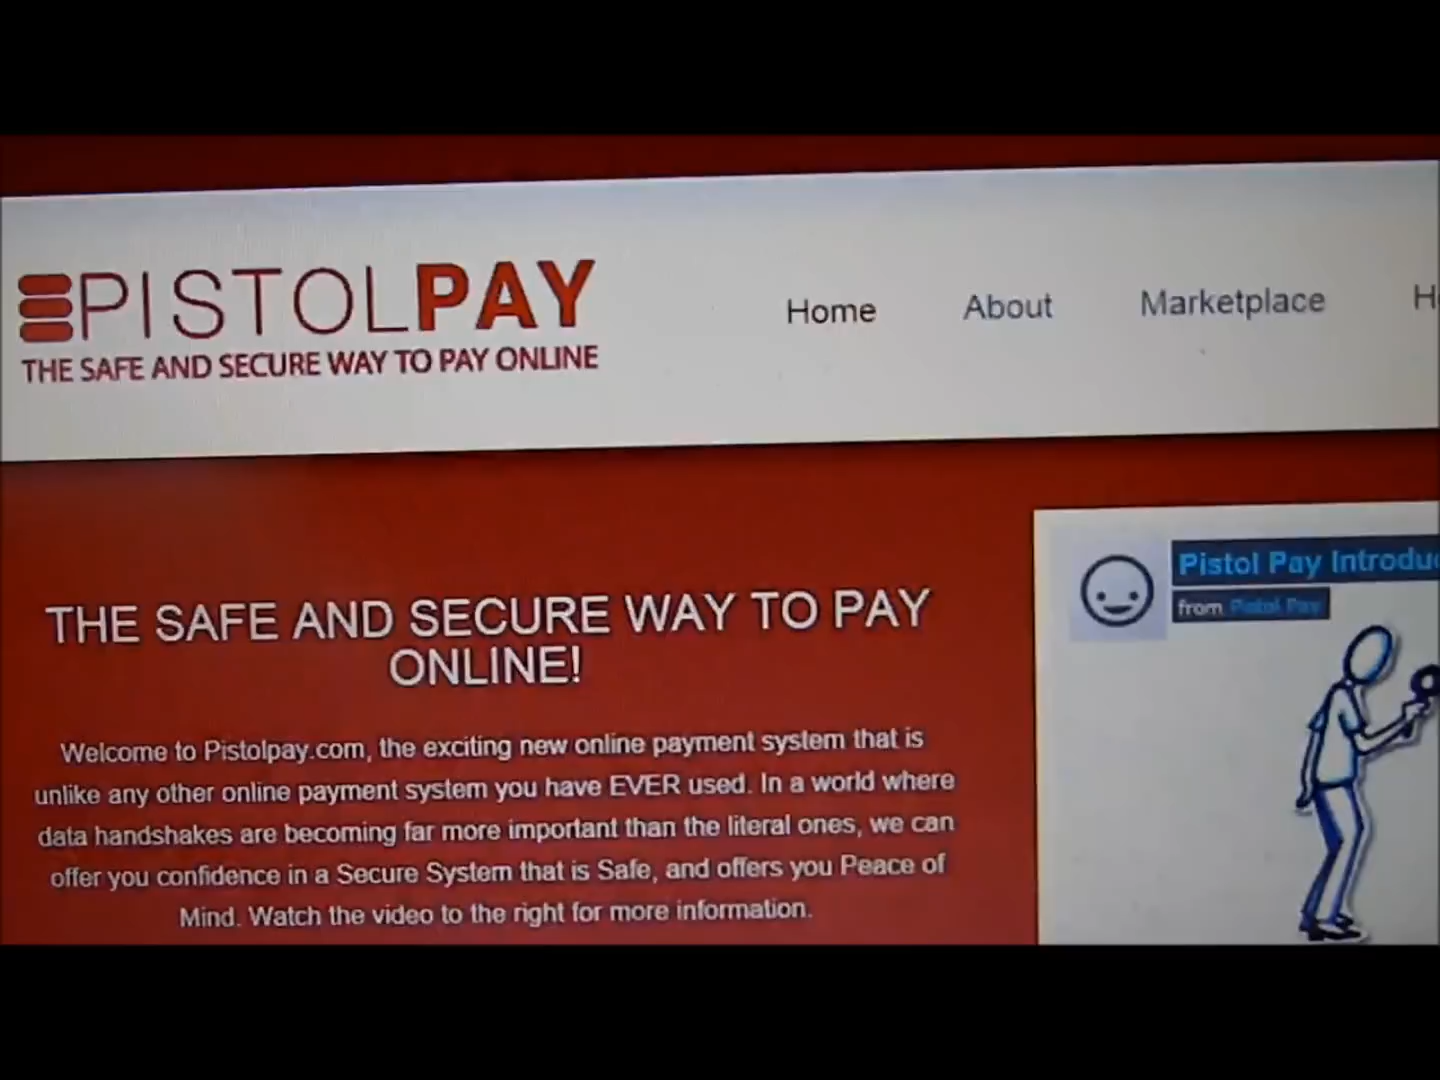 PISTOLPAY
THE SAFE AND SECURE WAY TO PAY ONLINE
Home About Marketplace
THE SAFE AND SECURE WAY TO PAY
ONLINE!
Welcome to Pistolpay.com, the exciting new online payment system that is
unlike any other online payment system you have EVER used. In a world where
data handshakes are becoming far more important than the literal ones, we can
offer you confidence in a Secure System that is Safe, and offers you Peace of
Mind. Watch the video to the right for more information.
Pistol Pay Introduc
from Pistol Pay